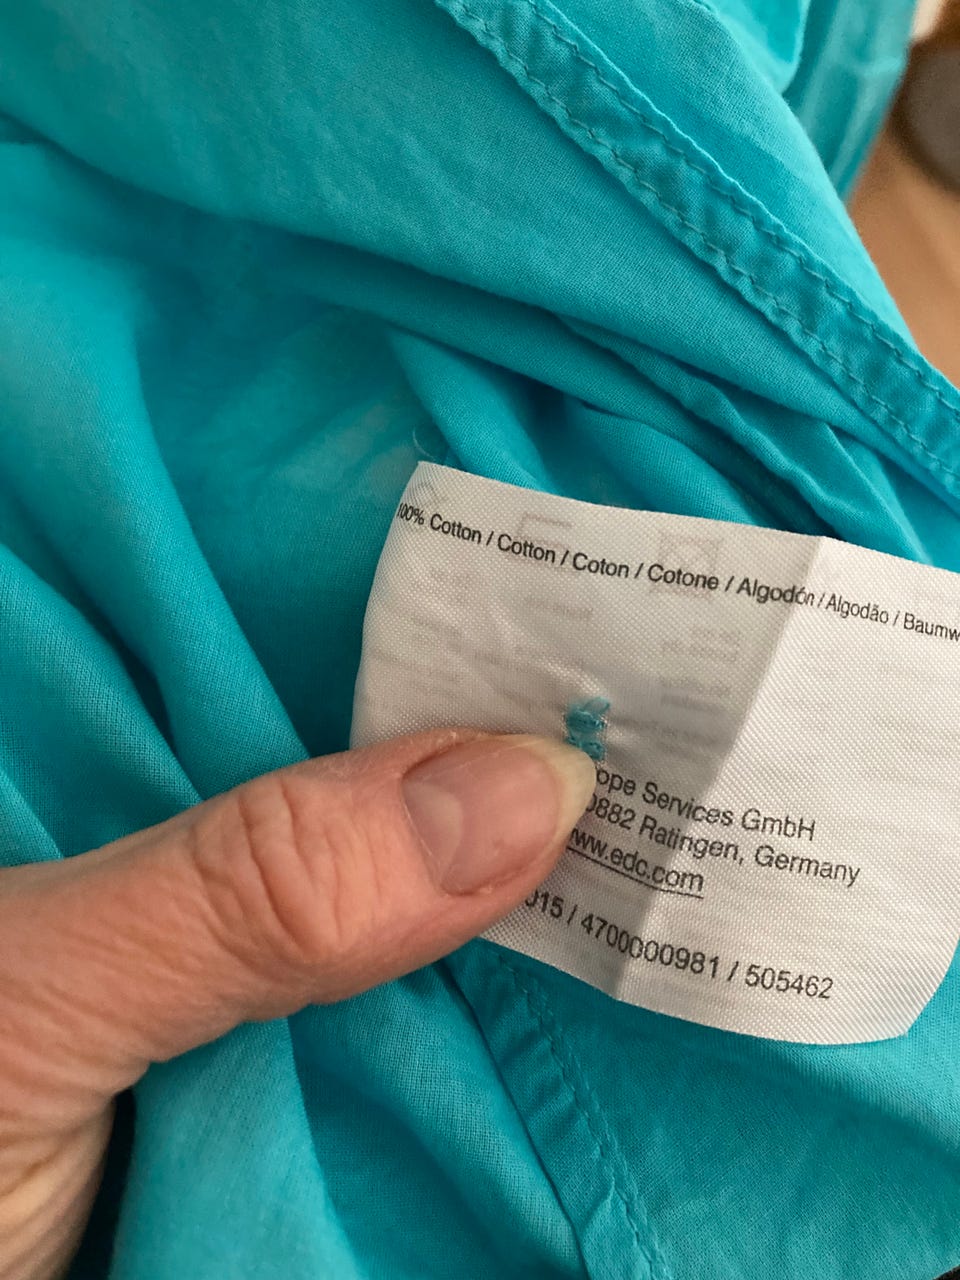 100% Cotton / Cotton / Coton / Cotone / Algodón / Algodão / Baumw
ope Services GmbH
0882 Ratingen, Germany
ww.edc.com
015 / 4700000981 / 505462